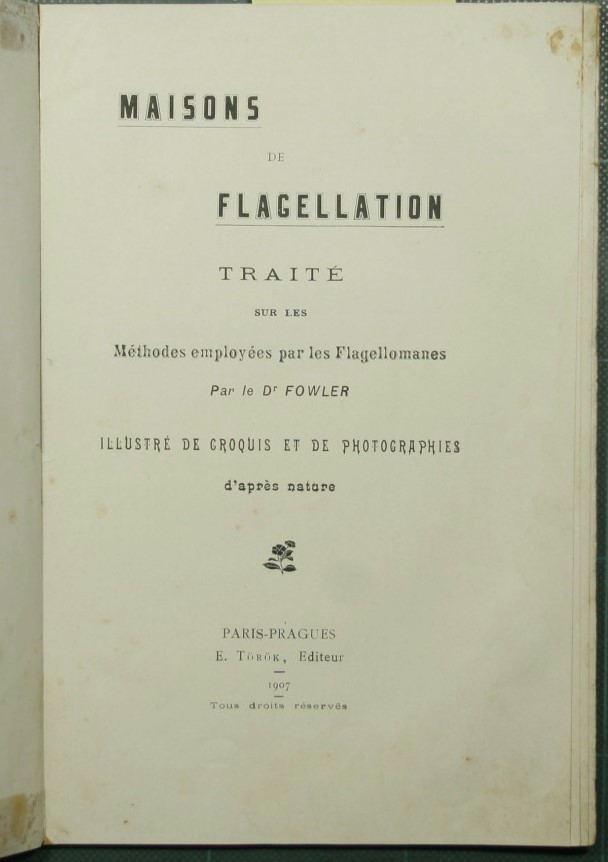 MAISONS
DE
FLAGELLATION
TRAITÉ
SUR LES
Méthodes employées par les Flagellomanes
Par le Dr FOWLER
ILLUSTRÉ DE CROQUIS ET DE PHOTOGRAPHIES
d'après nature
PARIS-PRAGUES
E. TÖRÖK, Editeur
1907
Tous droits réservés